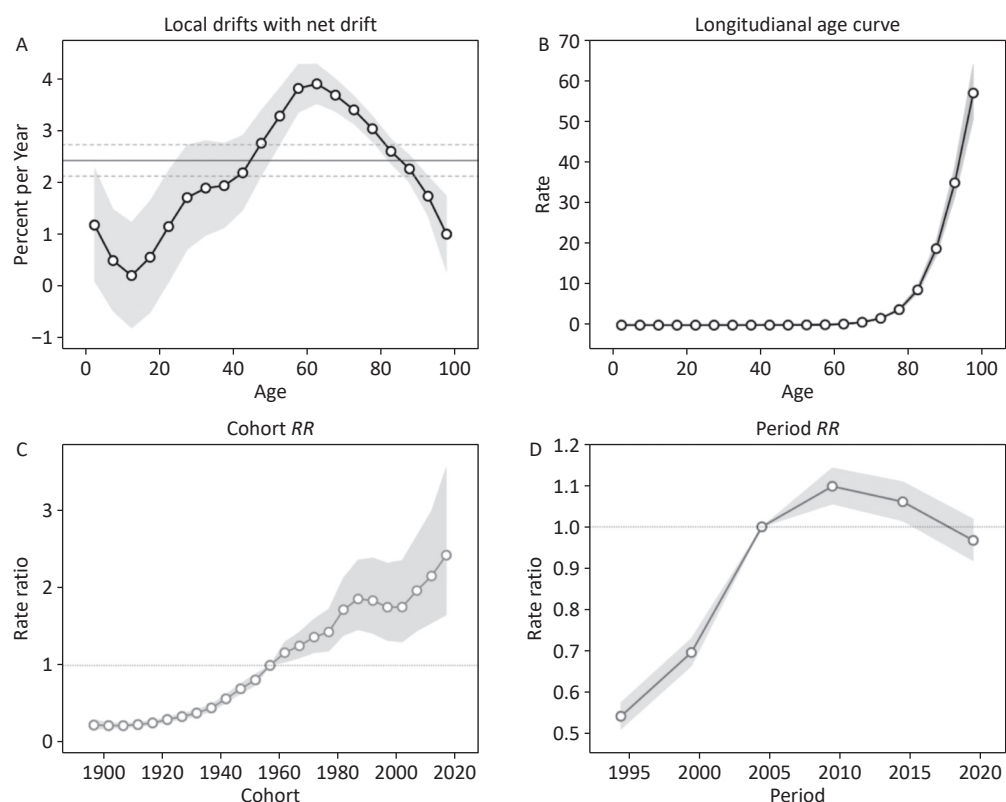 A
Local drifts with net drift
4
3
2
1
0
−1
Percent per Year
0 20 40 60 80 100
Age
B
Longitudianal age curve
70
60
50
40
30
20
10
0
Rate
0 20 40 60 80 100
Age
C
Cohort RR
3
2
1
0
Rate ratio
1900 1920 1940 1960 1980 2000 2020
Cohort
D
Period RR
1.2
1.1
1.0
0.9
0.8
0.7
0.6
0.5
Rate ratio
1995 2000 2005 2010 2015 2020
Period